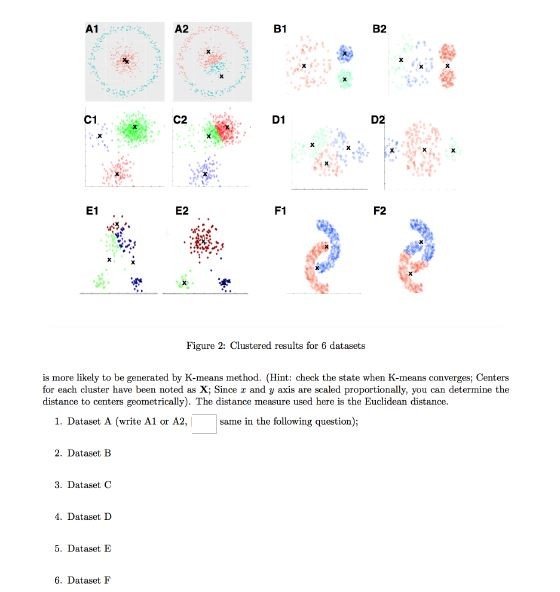 A1 A2 B1 B2
C1 C2 D1 D2
E1 E2 F1 F2
Figure 2: Clustered results for 6 datasets
is more likely to be generated by K-means method. (Hint: check the state when K-means converges; Centers
for each cluster have been noted as X; Since x and y axis are scaled proportionally, you can determine the
distance to centers geometrically). The distance measure used here is the Euclidean distance.
1. Dataset A (write A1 or A2, same in the following question);
2. Dataset B
3. Dataset C
4. Dataset D
5. Dataset E
6. Dataset F